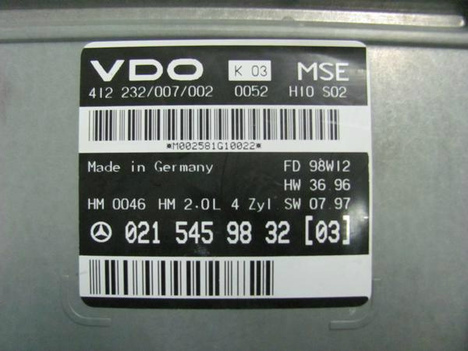 VDO K 03 MSE
412 232/007/002 0052 H10 S02
*M002581G10022*
Made in Germany FD 98W12
HW 36 96
HM 0046 HM 2.0L 4 Zyl SW 07.97
021 545 98 32 [03]